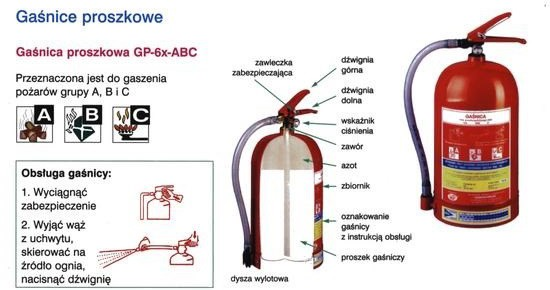 Gaśnice proszkowe
Gaśnica proszkowa GP-6x-ABC
Przeznaczona jest do gaszenia
pożarów grupy A, B i C
A B C
Obsługa gaśnicy:
1. Wyciągnąć
zabezpieczenie
2. Wyjąć wąż
z uchwytu,
skierować na
źródło ognia,
nacisnąć dźwignię
zawleczka
zabezpieczająca
dźwignia
górna
dźwignia
dolna
wskaźnik
ciśnienia
zawór
azot
zbiornik
oznakowanie
gaśnicy
z instrukcją obsługi
proszek gaśniczy
dysza wylotowa
GAŚNICA
A B C